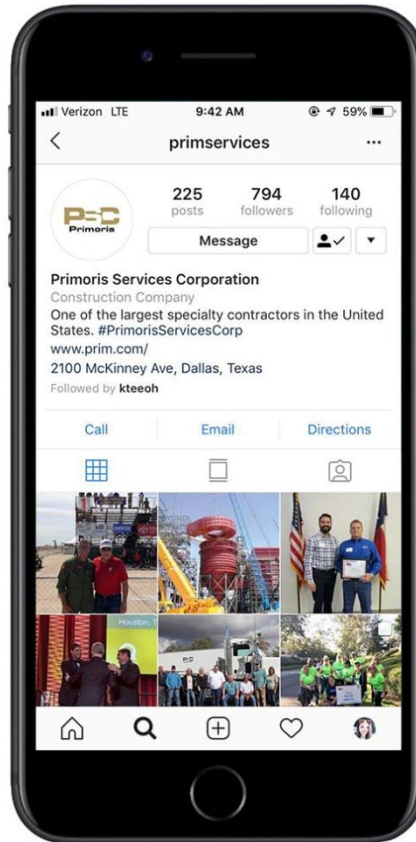 Verizon LTE 9:42 AM 59%
primservices
225 794 140
posts followers following
PSC
Primoris
Message
Primoris Services Corporation
Construction Company
One of the largest specialty contractors in the United
States. #PrimorisServicesCorp
www.prim.com/
2100 McKinney Ave, Dallas, Texas
Followed by kteeoh
Call Email Directions
Houston, T